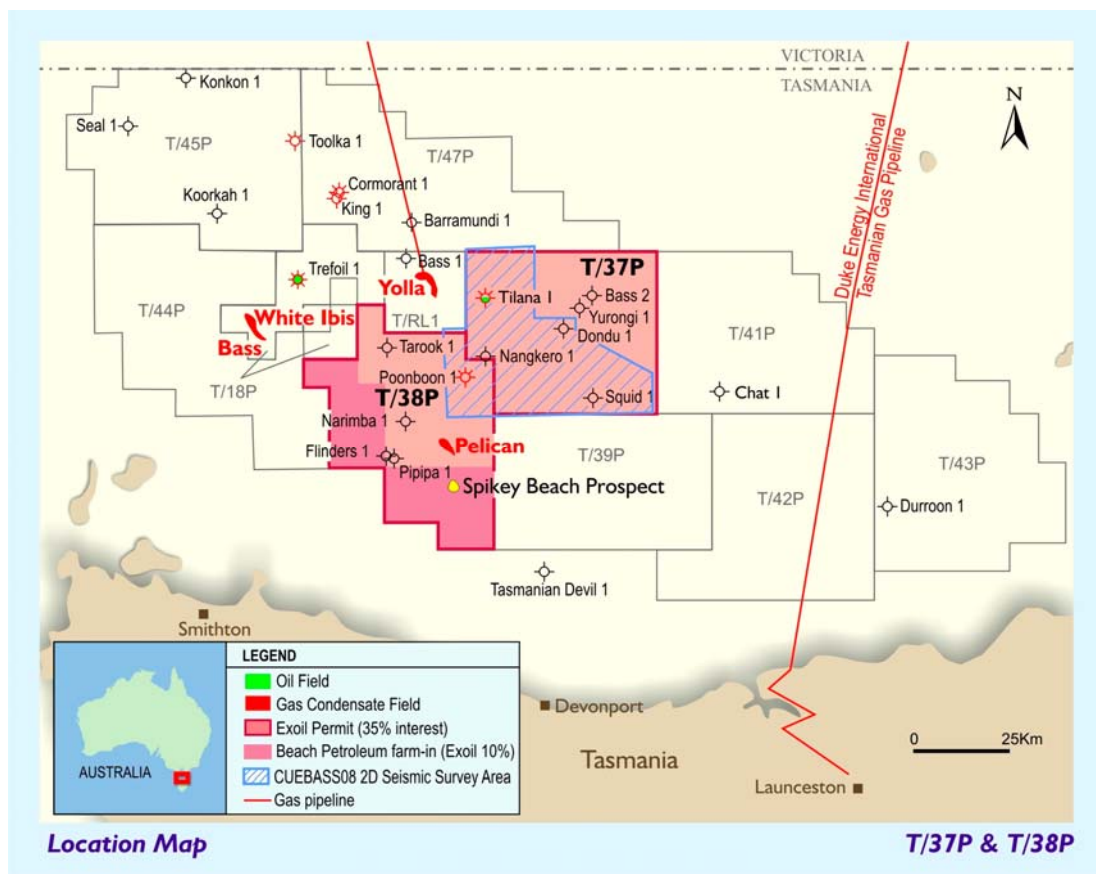 VICTORIA
TASMANIA
N
Konkon 1
Seal 1
T/45P
Toolka 1
T/47P
Koorkah 1
Cormorant 1
King 1
Barramundi 1
Duke Energy International
Tasmanian Gas Pipeline
Bass 1
Trefoil 1
T/37P
Yolla
Tilana 1
Bass 2
Yurongi 1
T/44P
White Ibis
T/RL1
Dondu 1
T/41P
Bass
Tarook 1
Nangkero 1
Poonboon 1
T/18P
T/38P
Squid 1
Chat 1
Narimba 1
Flinders 1
Pelican
T/39P
T/43P
Pipipa 1
Spikey Beach Prospect
T/42P
Durroon 1
Tasmanian Devil 1
Smithton
LEGEND
Oil Field
Gas Condensate Field
Exoil Permit (35% interest)
Beach Petroleum farm-in (Exoil 10%)
CUEBASS08 2D Seismic Survey Area
Gas pipeline
AUSTRALIA
Devonport
Tasmania
0 25Km
Launceston
Location Map
T/37P & T/38P